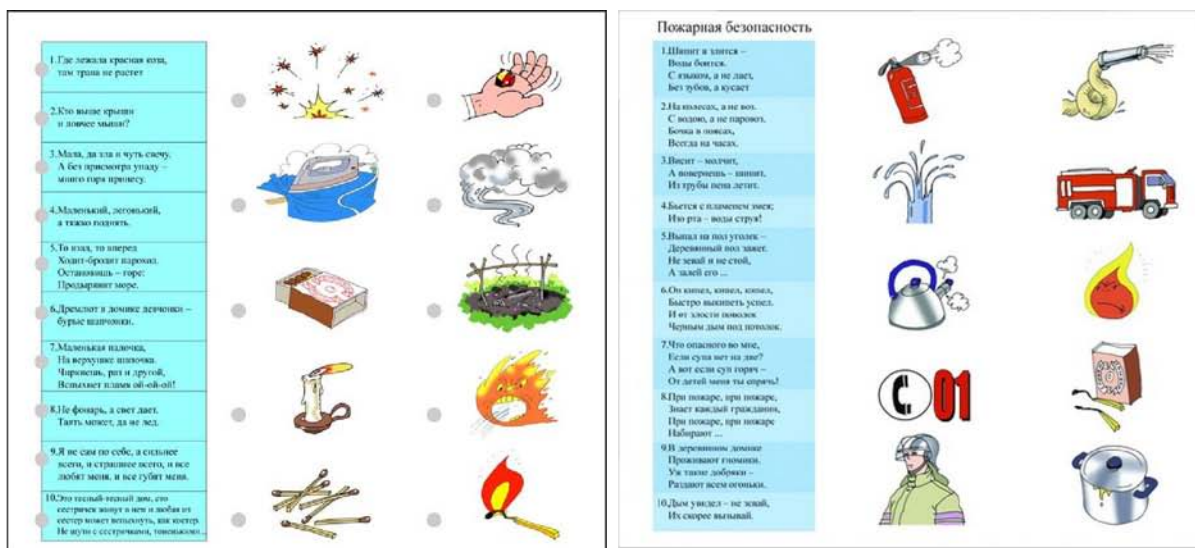 1.Где лежала красная коза,
там трава не растет
2.Кто выше крыши
и ловчее мыши?
3.Мала, да зла и чуть свечу.
А без присмотра упаду –
много горя принесу.
4.Маленький, легонький,
а тяжко поднять.
5.То взад, то вперед
Ходит-бродит пароход.
Остановишь – горе:
Продырявит море.
6.Дремлют в домике девчонки –
бурые шапчонки.
7.Маленькая палочка,
На верхушке шапочка.
Чиркнешь, раз и другой,
Вспыхнет пламя ой-ой-ой!
8.Не фонарь, а свет дает.
Таять может, да не лед.
9.Я не сам по себе, а сильнее
всего, и страшнее всего, и все
любят меня, и все губят меня.
10.Это тесный-тесный дом, сто
сестричек живут в нем и любая из
сестер может вспыхнуть, как костер.
Не шути с сестричками, тоненькими...
Пожарная безопасность
1.Шипит и злится –
Воды боится.
С языком, а не лает,
Без зубов, а кусает
2.На колесах, а не воз.
С водою, а не паровоз.
Бочка в поясах,
Всегда на часах.
3.Висит – молчит,
А повернешь – шипит,
Из трубы пена летит.
4.Бьется с пламенем змея;
Изо рта – воды струя!
5.Выпал на пол уголек –
Деревянный пол зажег.
Не зевай и не стой,
А залей его ...
6.Он кипел, кипел, кипел,
Быстро выкипеть успел.
И от злости поволок
Черным дым под потолок.
7.Что опасного во мне,
Если супа нет на дне?
А вот если суп горяч –
От детей меня ты спрячь!
8.При пожаре, при пожаре,
Знает каждый гражданин,
При пожаре, при пожаре
Набирают ...
9.В деревянном домике
Проживают гномики.
Уж такие добряки –
Раздают всем огоньки.
10.Дым увидел – не зевай,
Их скорее вызывай.
01